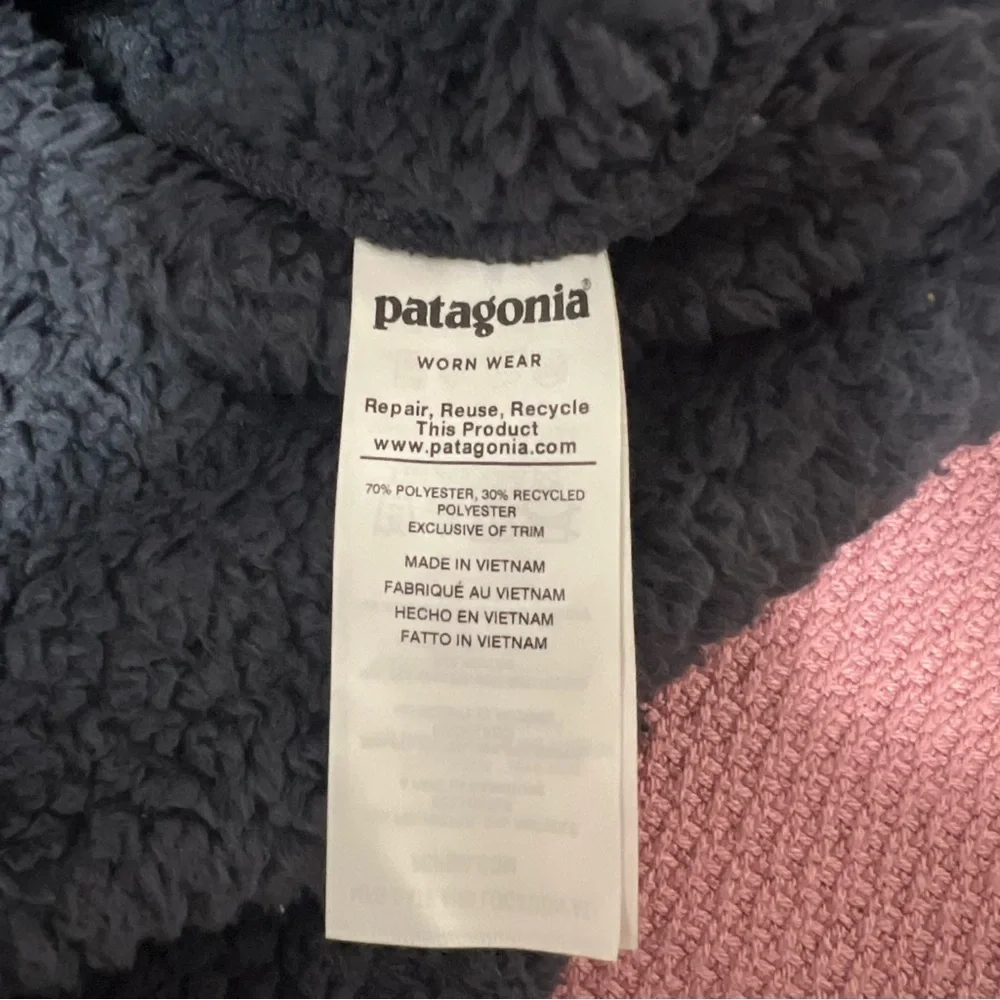 patagonia®
WORN WEAR
Repair, Reuse, Recycle
This Product
www.patagonia.com
70% POLYESTER, 30% RECYCLED
POLYESTER
EXCLUSIVE OF TRIM
MADE IN VIETNAM
FABRIQUÉ AU VIETNAM
HECHO EN VIETNAM
FATTO IN VIETNAM